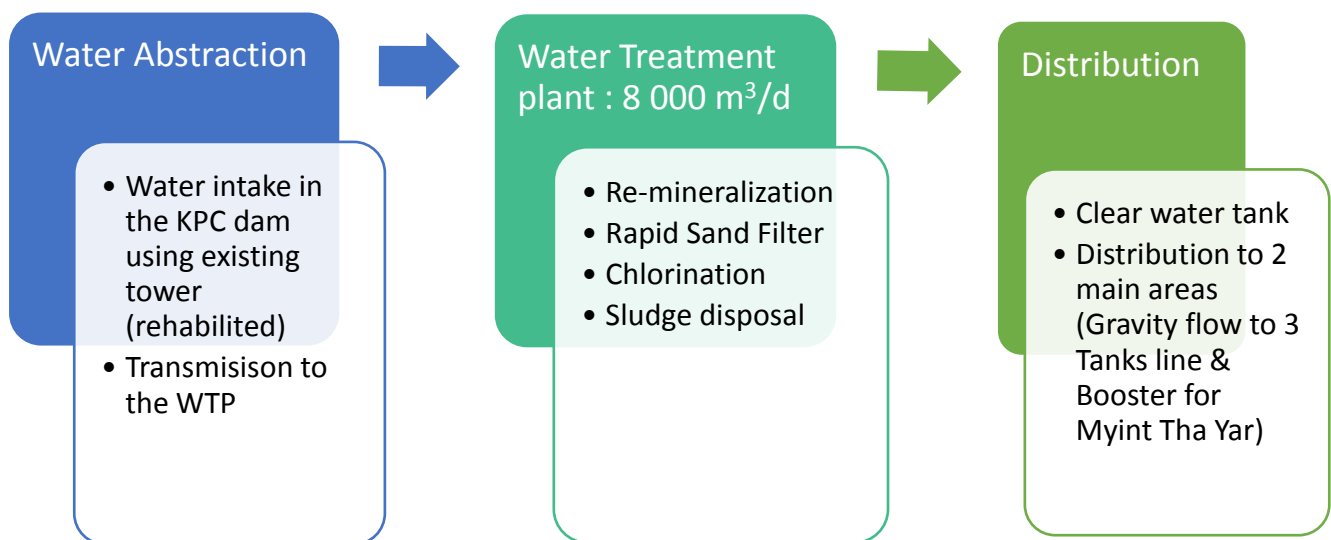 Water Abstraction
• Water intake in
the KPC dam
using existing
tower
(rehabilited)
• Transmisison to
the WTP
Water Treatment
plant : 8 000 m³/d
• Re-mineralization
• Rapid Sand Filter
• Chlorination
• Sludge disposal
Distribution
• Clear water tank
• Distribution to 2
main areas
(Gravity flow to 3
Tanks line &
Booster for
Myint Tha Yar)